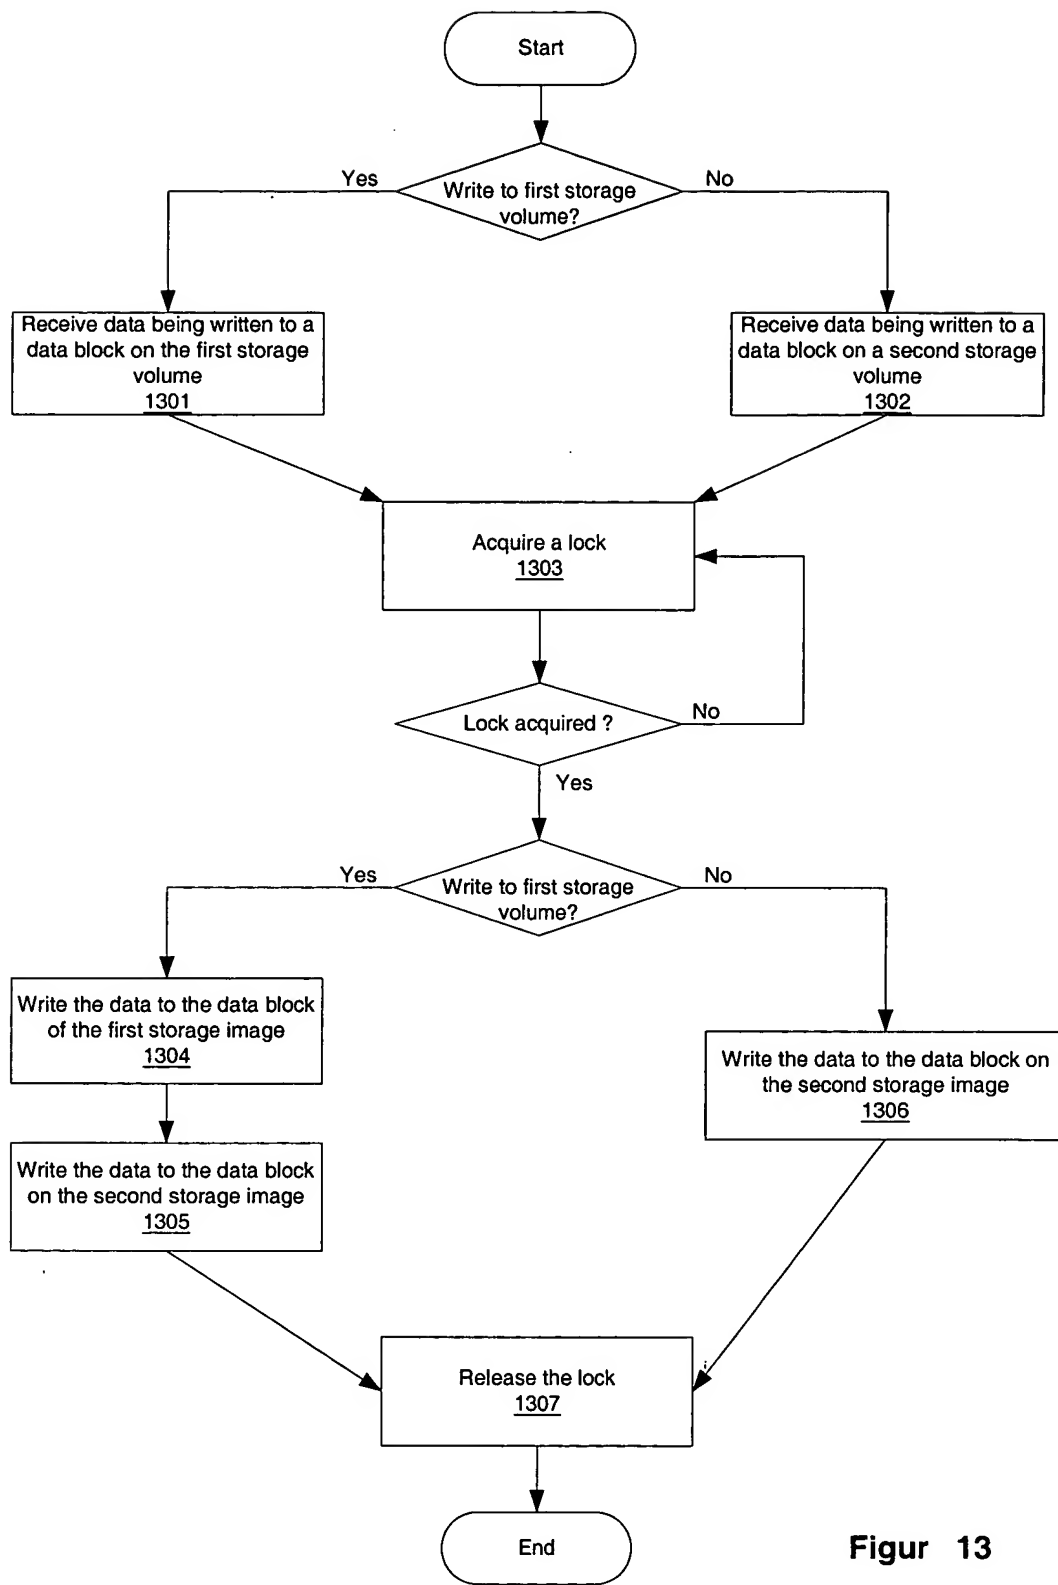 Start
Write to first storage
volume?
Yes
No
Receive data being written to a
data block on the first storage
volume
1301
Receive data being written to a
data block on a second storage
volume
1302
Acquire a lock
1303
Lock acquired ?
No
Yes
Write to first storage
volume?
Yes
No
Write the data to the data block
of the first storage image
1304
Write the data to the data block on
the second storage image
1306
Write the data to the data block
on the second storage image
1305
Release the lock
1307
End
Figur 13